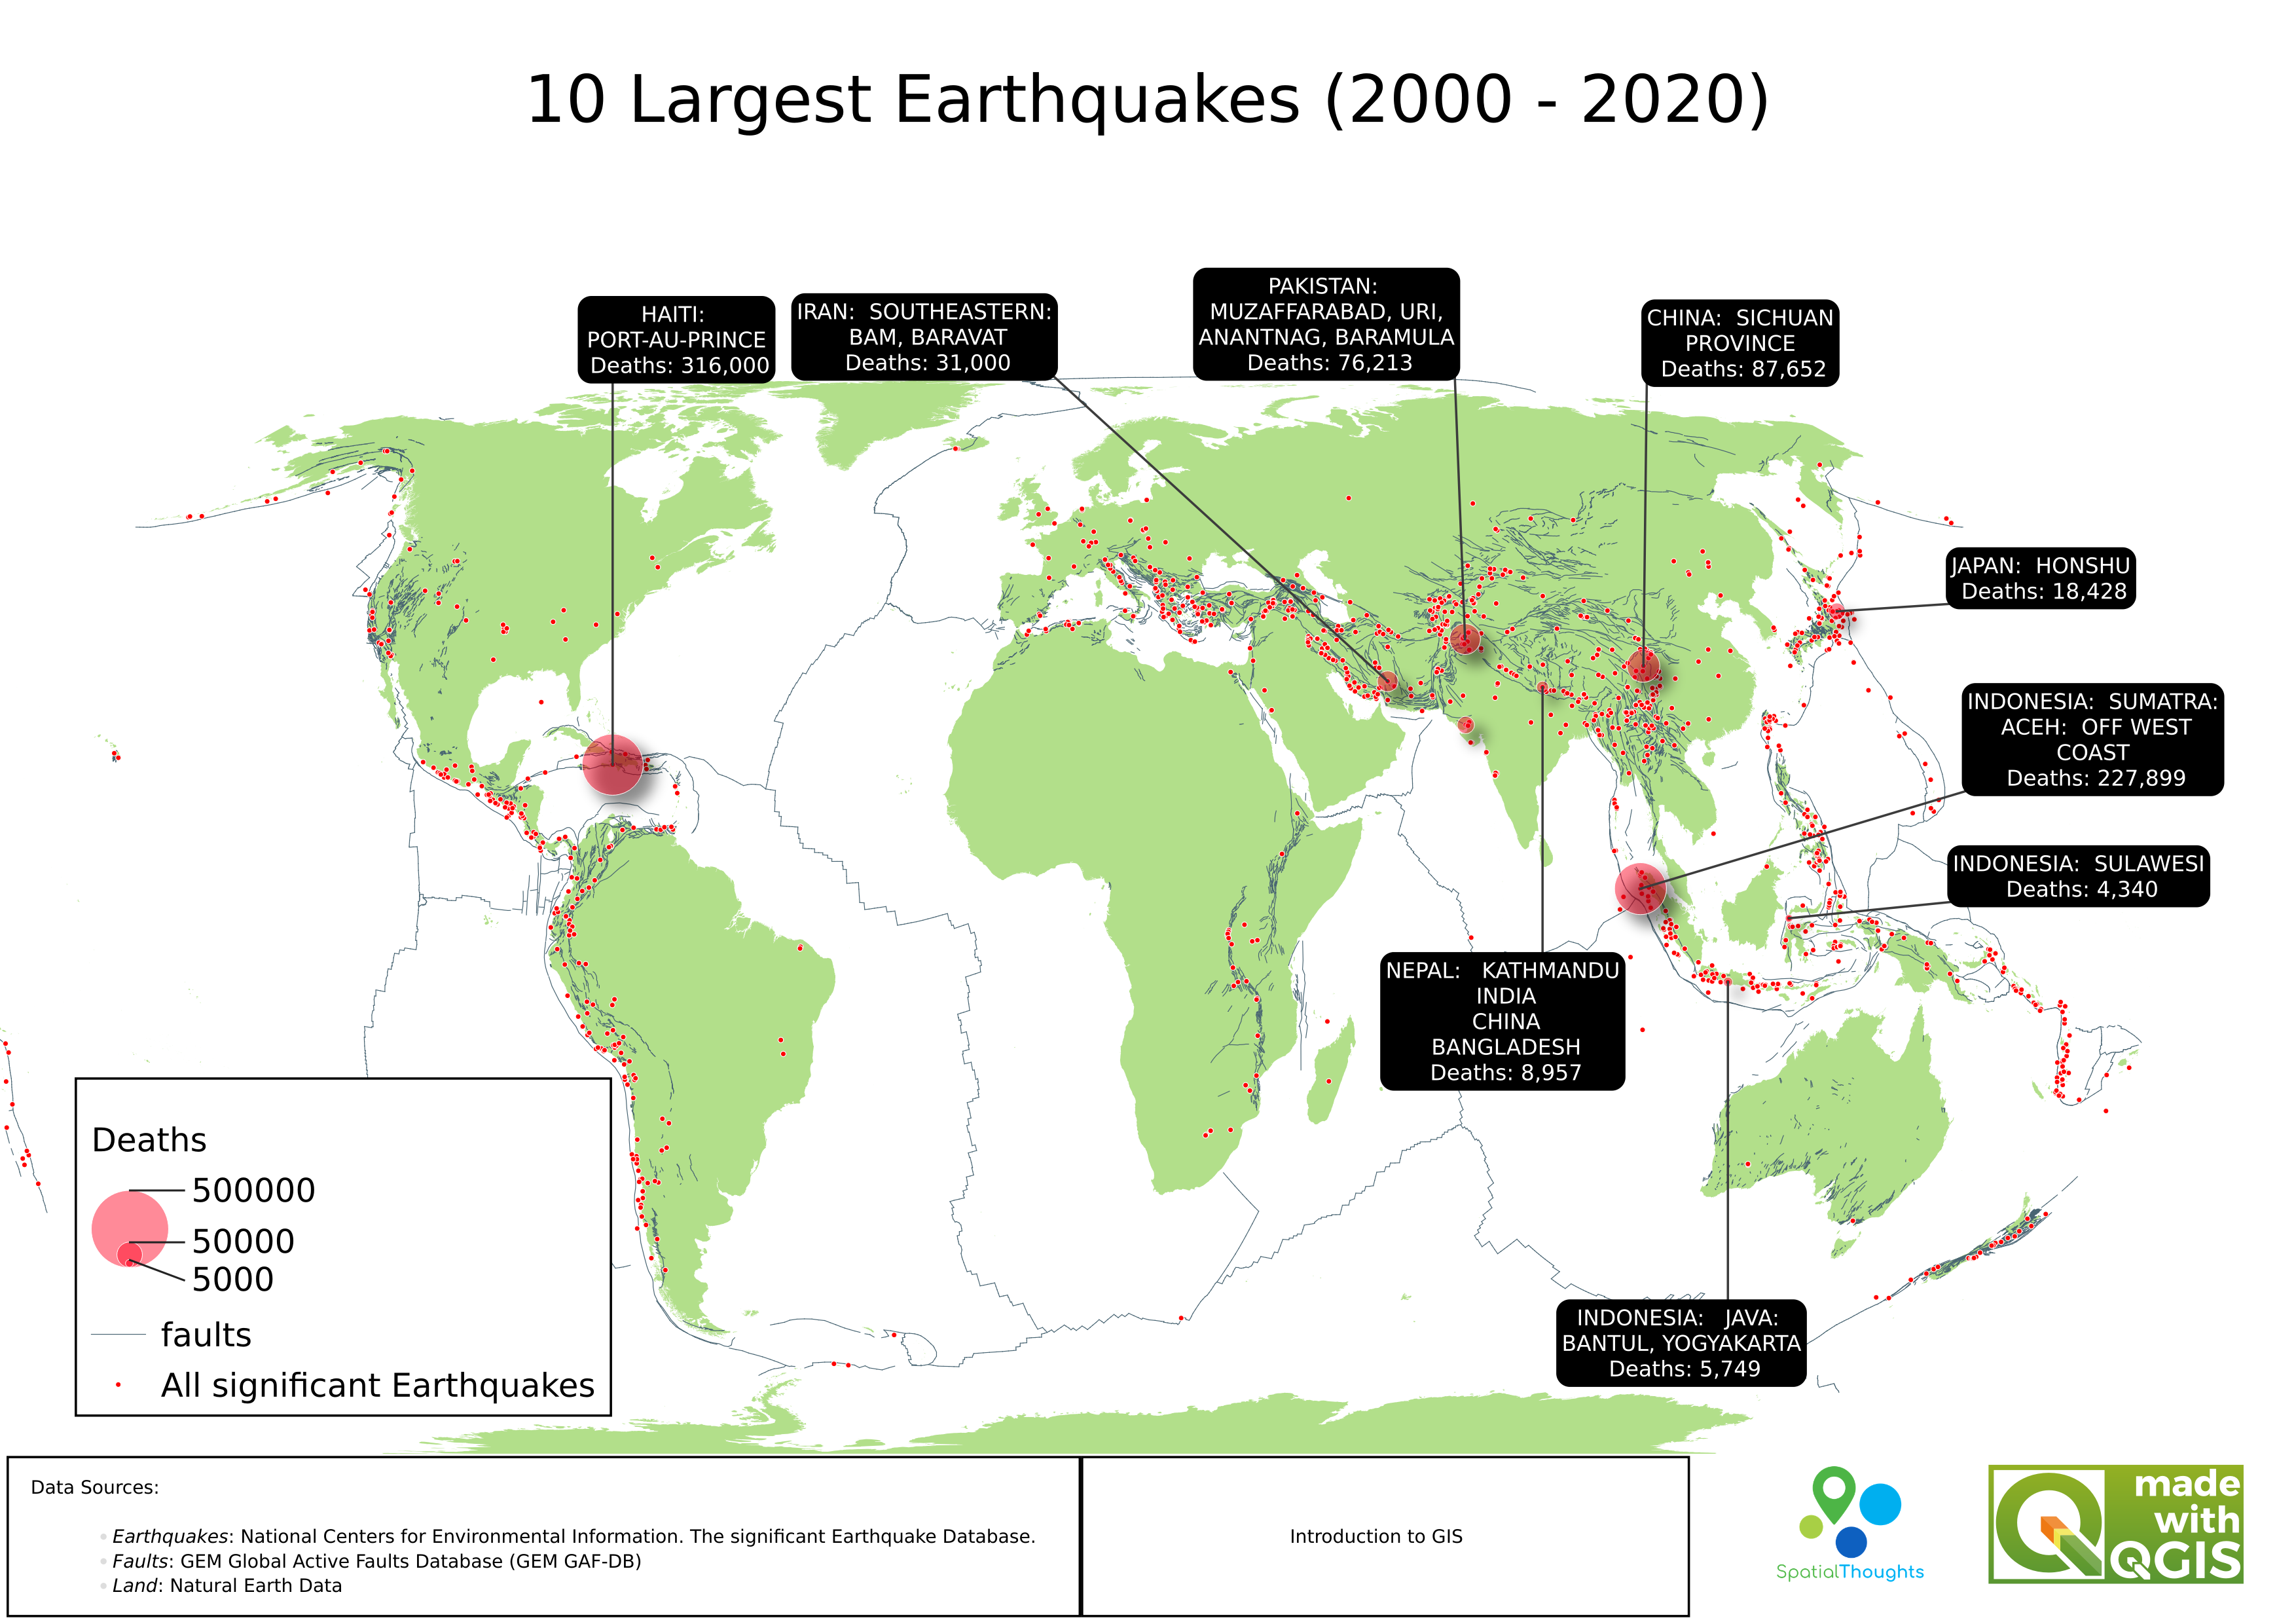 10 Largest Earthquakes (2000 - 2020)
HAITI:
PORT-AU-PRINCE
Deaths: 316,000
IRAN: SOUTHEASTERN:
BAM, BARAVAT
Deaths: 31,000
PAKISTAN:
MUZAFFARABAD, URI,
ANANTNAG, BARAMULA
Deaths: 76,213
CHINA: SICHUAN
PROVINCE
Deaths: 87,652
JAPAN: HONSHU
Deaths: 18,428
INDONESIA: SUMATRA:
ACEH: OFF WEST
COAST
Deaths: 227,899
INDONESIA: SULAWESI
Deaths: 4,340
NEPAL: KATHMANDU
INDIA
CHINA
BANGLADESH
Deaths: 8,957
INDONESIA: JAVA:
BANTUL, YOGYAKARTA
Deaths: 5,749
Deaths
500000
50000
5000
faults
All significant Earthquakes
Data Sources:
Earthquakes: National Centers for Environmental Information. The significant Earthquake Database.
Faults: GEM Global Active Faults Database (GEM GAF-DB)
Land: Natural Earth Data
Introduction to GIS
SpatialThoughts
made
with
QGIS